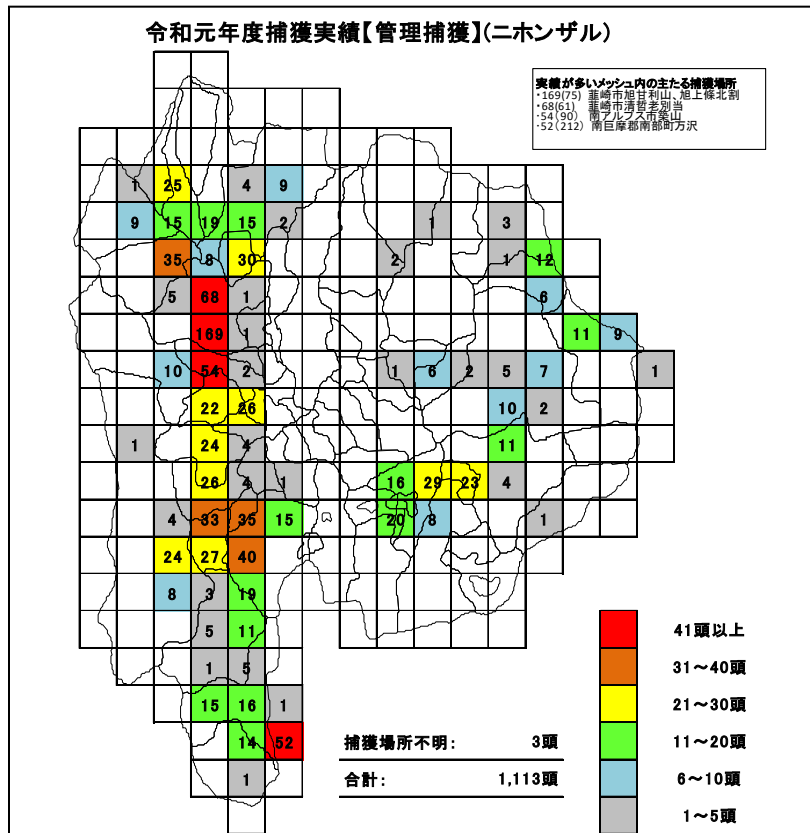 令和元年度捕獲実績【管理捕獲】(ニホンザル)
実績が多いメッシュ内の主たる捕獲場所
・169(75) 韮崎市旭甘利山、旭上條北割
・68(61) 韮崎市清哲老別当
・54(90) 南アルプス市築山
・52(212) 南巨摩郡南部町万沢
1 25 4 9
9 15 19 15 2 1 3
35 8 30 2 1 12
5 68 1 6
169 1 11 9
10 54 2 1 6 2 5 7 1
22 26 10 2
1 24 4 11
26 4 1 16 29 23 4
4 33 35 15 20 8 1
24 27 40
8 3 19
5 11
1 5
15 16 1
14 52
1
捕獲場所不明: 3頭
合計: 1,113頭
41頭以上
31～40頭
21～30頭
11～20頭
6～10頭
1～5頭